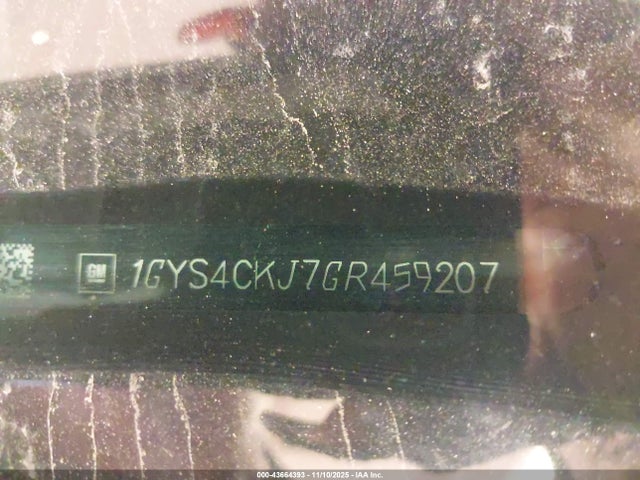 GM 1GYS4CKJ7GR459207
000-43664393 - 11/10/2025 - IAA Inc.